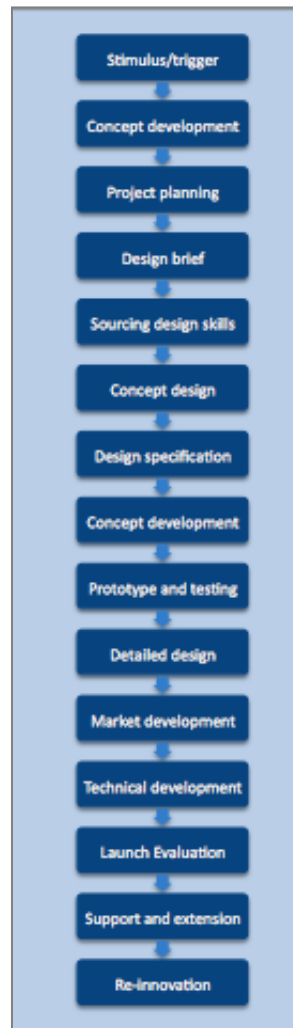 Stimulus/trigger
Concept development
Project planning
Design brief
Sourcing design skills
Concept design
Design specification
Concept development
Prototype and testing
Detailed design
Market development
Technical development
Launch Evaluation
Support and extension
Re-innovation